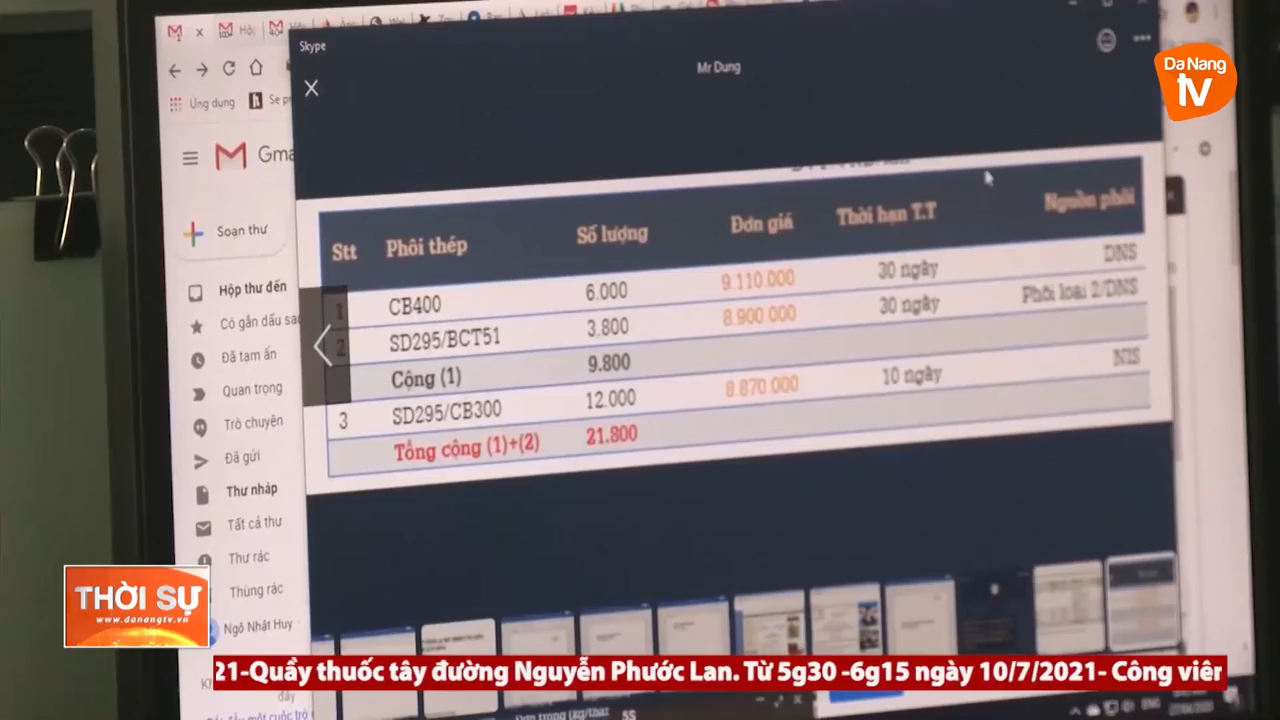 Skype
Mr Dung
Da Nang
tv
Ứng dụng
Soạn thư
Hộp thư đến
Đã tạm ẩn
Quan trọng
Trò chuyện
Đã gửi
Thư nháp
Tất cả thư
Thư rác
Thùng rác
Ngô Nhật Huy
Stt Phôi thép Số lượng Đơn giá Thời hạn T.T Nguồn phôi
1 CB400 6.000 9.110.000 30 ngày DNS
2 SD295/BCT51 3.800 8.900.000 30 ngày Phôi loại 2/DNS
Cộng (1) 9.800
3 SD295/CB300 12.000 8.870.000 10 ngày NIS
Tổng cộng (1)+(2) 21.800
THỜI SỰ
www.danangtv.vn
21-Quầy thuốc tây đường Nguyễn Phước Lan. Từ 5g30 -6g15 ngày 10/7/2021- Công viên